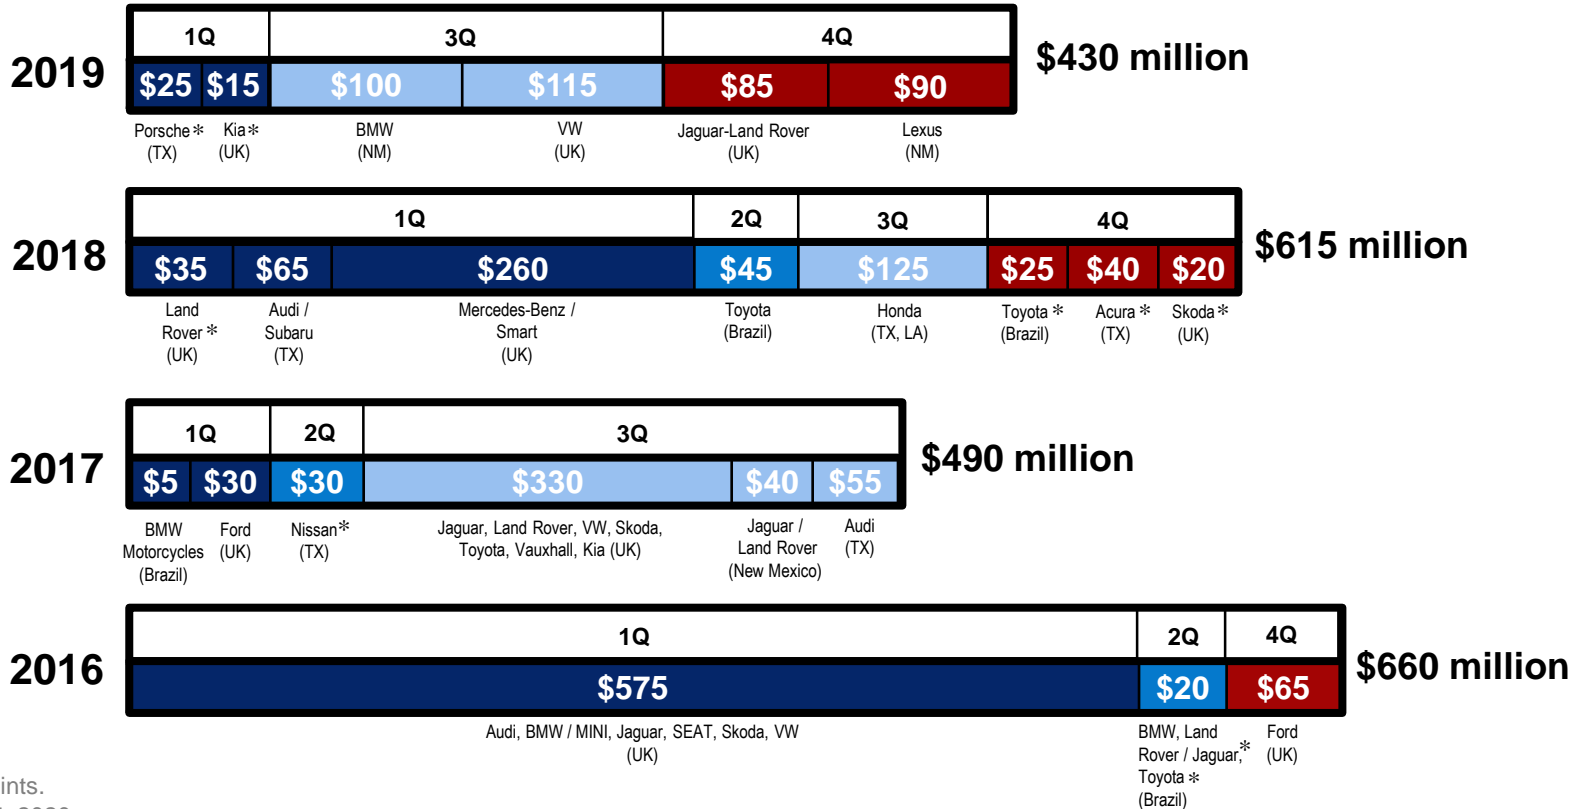 1Q 3Q 4Q
2019 $25 $15 $100 $115 $85 $90 $430 million
Porsche* Kia* BMW VW Jaguar-Land Rover Lexus
(TX) (UK) (NM) (UK) (UK) (NM)
1Q 2Q 3Q 4Q
2018 $35 $65 $260 $45 $125 $25 $40 $20 $615 million
Land Audi / Mercedes-Benz / Toyota Honda Toyota * Acura * Skoda *
Rover * Subaru Smart (Brazil) (TX, LA) (Brazil) (TX) (UK)
(UK) (TX) (UK)
1Q 2Q 3Q
2017 $5 $30 $30 $330 $40 $55 $490 million
BMW Ford Nissan* Jaguar, Land Rover, VW, Skoda, Jaguar / Audi
Motorcycles (UK) (TX) Toyota, Vauxhall, Kia (UK) Land Rover (TX)
(Brazil) (New Mexico)
1Q 2Q 4Q
2016 $575 $20 $65 $660 million
Audi, BMW / MINI, Jaguar, SEAT, Skoda, VW BMW, Land Ford
(UK) Rover / Jaguar,* (UK)
Toyota *
(Brazil)